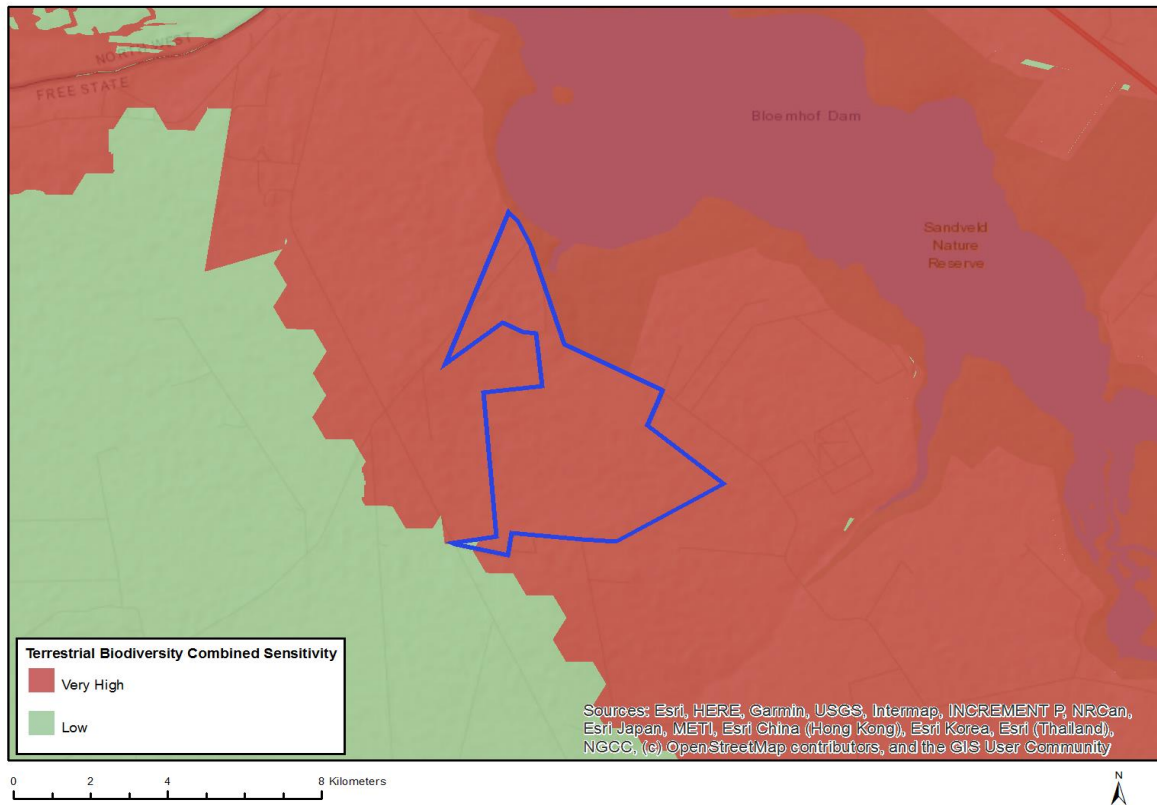 NORTH WEST
FREE STATE
Bloemhof Dam
Sandveld
Nature
Reserve
Terrestrial Biodiversity Combined Sensitivity
Very High
Low
Sources: Esri, HERE, Garmin, USGS, Intermap, INCREMENT P, NRCan,
Esri Japan, METI, Esri China (Hong Kong), Esri Korea, Esri (Thailand),
NGCC, (c) OpenStreetMap contributors, and the GIS User Community
0 2 4 8 Kilometers
N